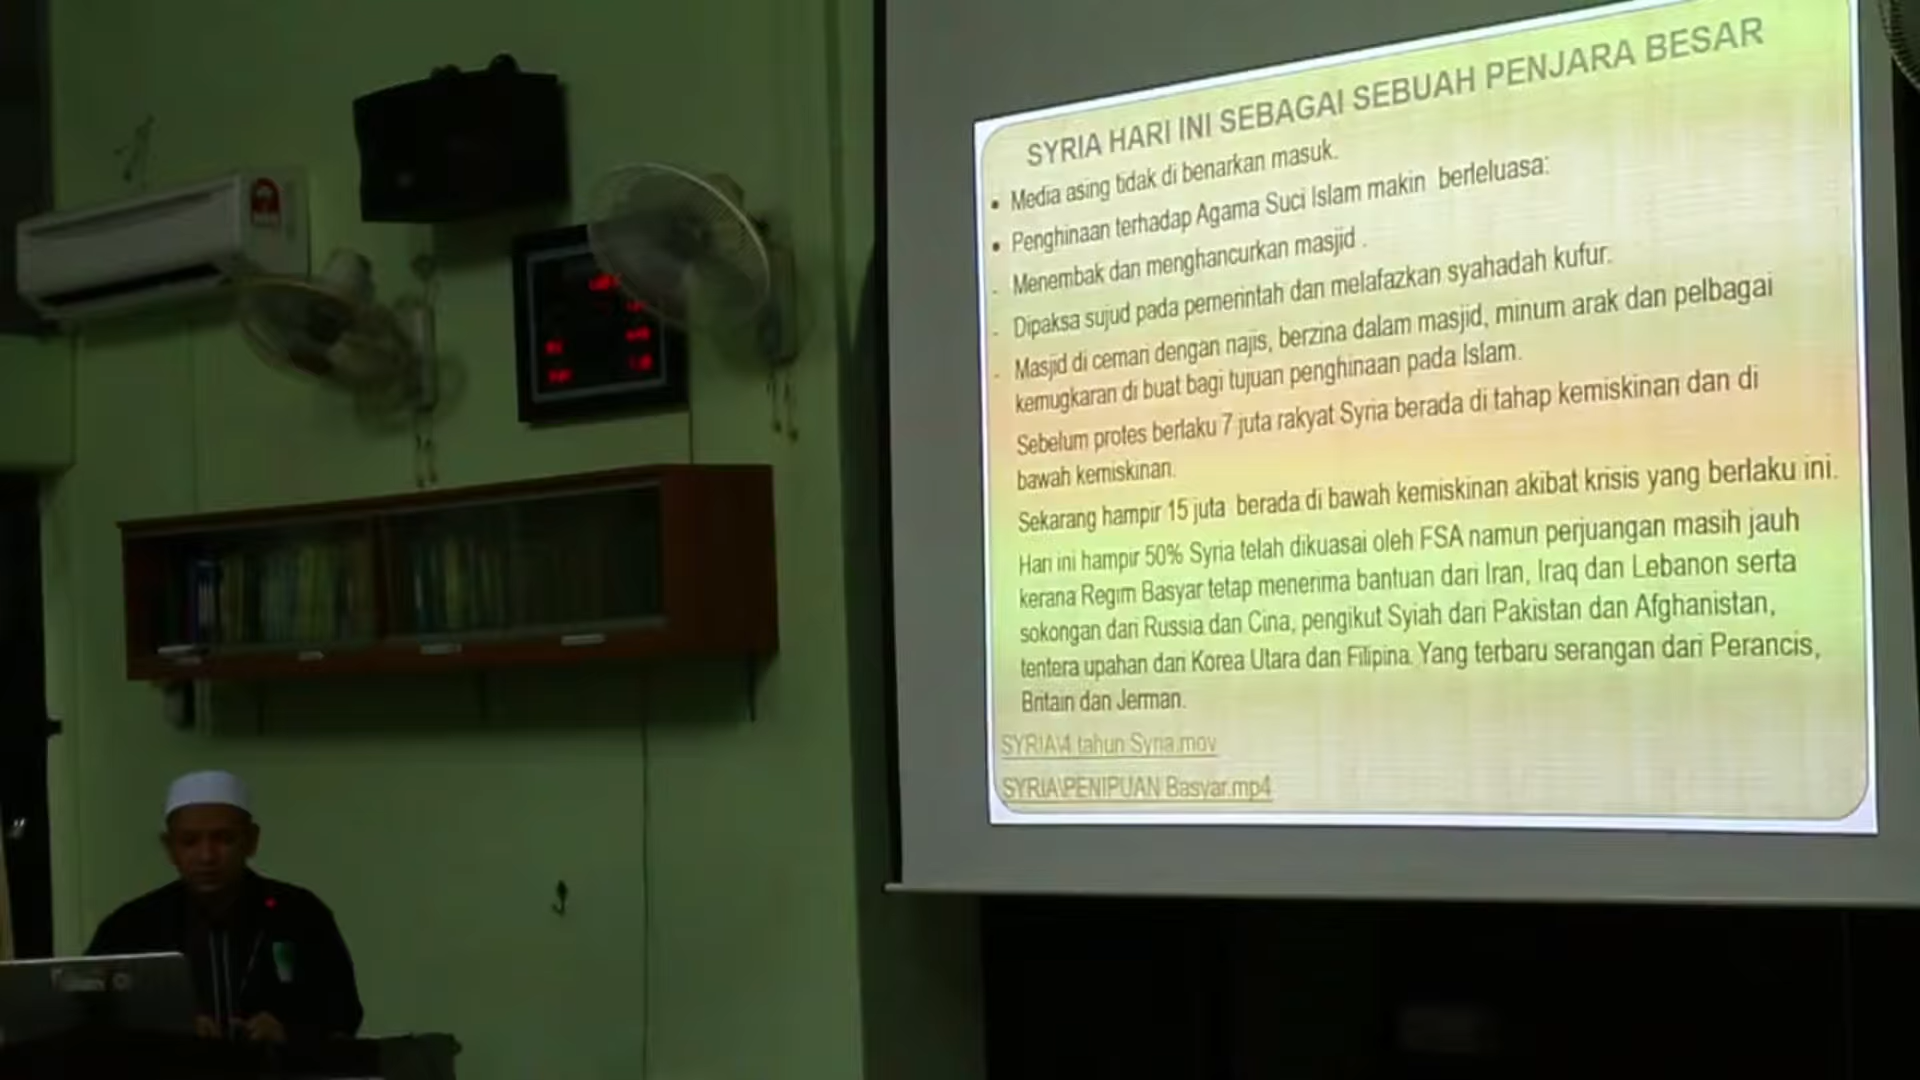 SYRIA HARI INI SEBAGAI SEBUAH PENJARA BESAR
• Media asing tidak di benarkan masuk.
• Penghinaan terhadap Agama Suci Islam makin berleluasa:
- Menembak dan menghancurkan masjid .
- Dipaksa sujud pada pemerintah dan melafazkan syahadah kufur.
- Masjid di cemari dengan najis, berzina dalam masjid, minum arak dan pelbagai
kemugkaran di buat bagi tujuan penghinaan pada Islam.
Sebelum protes berlaku 7 juta rakyat Syria berada di tahap kemiskinan dan di
bawah kemiskinan.
Sekarang hampir 15 juta berada di bawah kemiskinan akibat krisis yang berlaku ini.
Hari ini hampir 50% Syria telah dikuasai oleh FSA namun perjuangan masih jauh
kerana Regim Basyar tetap menerima bantuan dari Iran, Iraq dan Lebanon serta
sokongan dari Russia dan Cina, pengikut Syiah dari Pakistan dan Afghanistan,
tentera upahan dari Korea Utara dan Filipina. Yang terbaru serangan dari Perancis,
Britain dan Jerman.
SYRIA\4 tahun Syria.mov
SYRIA\PENIPUAN Basyar.mp4